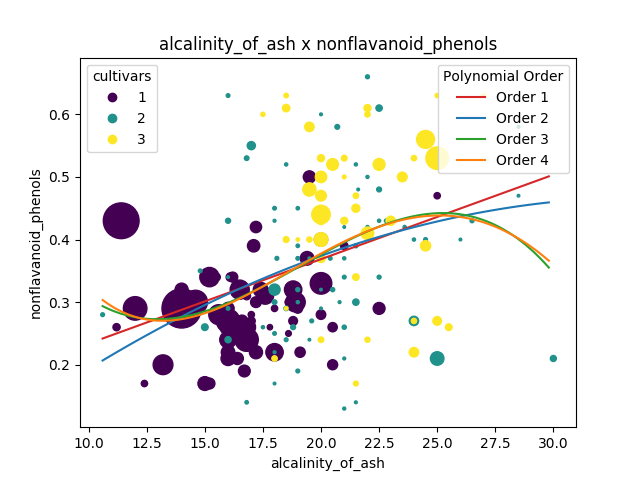 alcalinity_of_ash x nonflavanoid_phenols
cultivars
1
2
3
Polynomial Order
Order 1
Order 2
Order 3
Order 4
nonflavanoid_phenols
0.6
0.5
0.4
0.3
0.2
10.0 12.5 15.0 17.5 20.0 22.5 25.0 27.5 30.0
alcalinity_of_ash